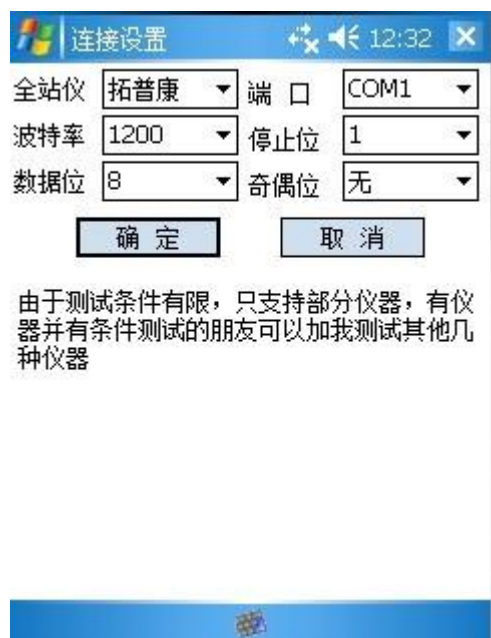 连接设置 12:32
全站仪 拓普康 端 口 COM1
波特率 1200 停止位 1
数据位 8 奇偶位 无
确 定 取 消
由于测试条件有限，只支持部分仪器，有仪
器并有条件测试的朋友可以加我测试其他几
种仪器